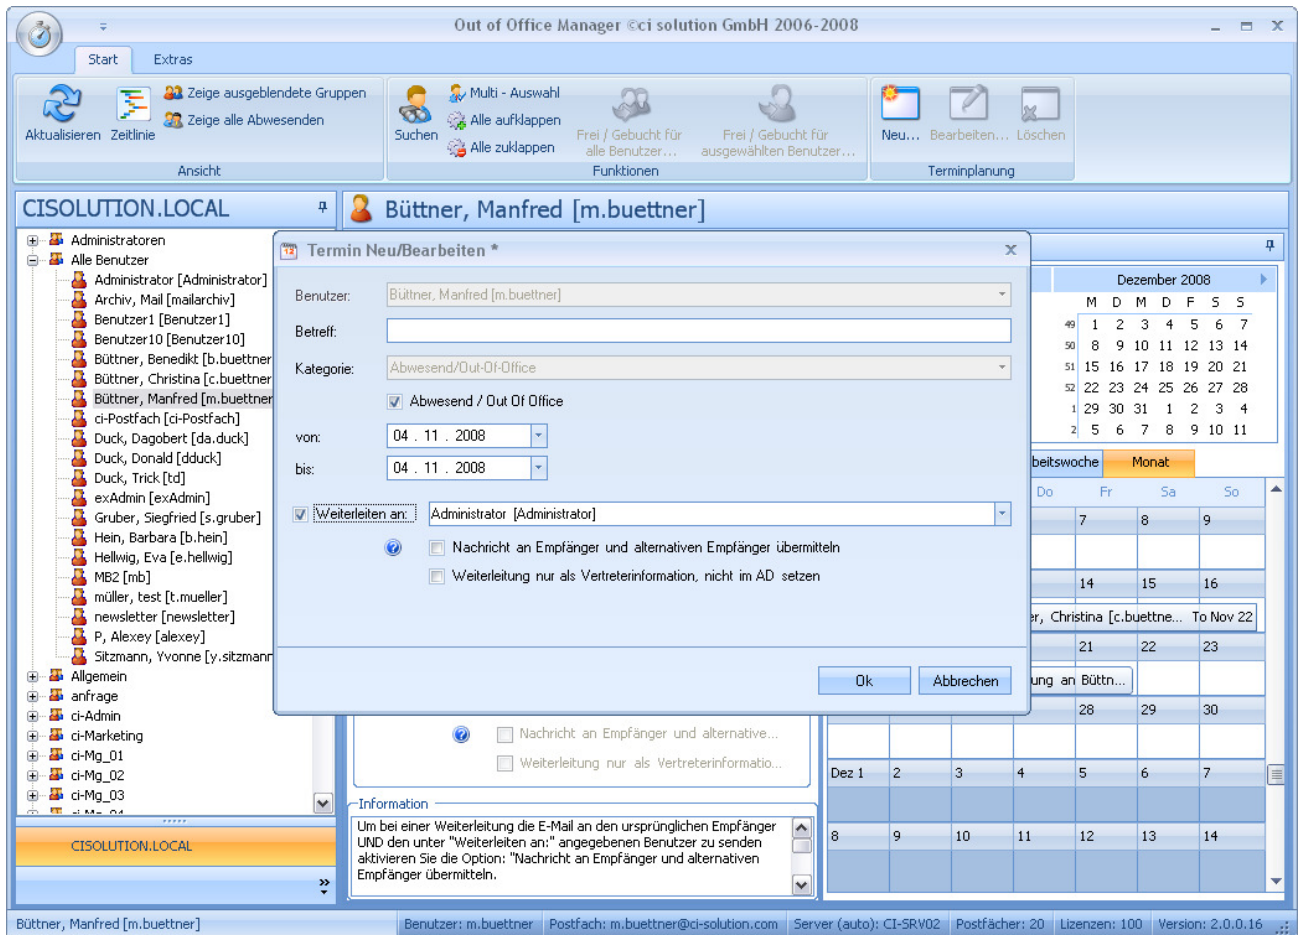 Out of Office Manager ©ci solution GmbH 2006-2008
Start Extras
Aktualisieren Zeitlinie
Zeige ausgeblendete Gruppen
Zeige alle Abwesenden
Ansicht
Suchen
Multi - Auswahl
Alle aufklappen
Alle zuklappen
Frei / Gebucht für
alle Benutzer...
Frei / Gebucht für
ausgewählten Benutzer...
Funktionen
Neu... Bearbeiten... Löschen
Terminplanung
CISOLUTION.LOCAL
Administratoren
Alle Benutzer
Administrator [Administrator]
Archiv, Mail [mailarchiv]
Benutzer1 [Benutzer1]
Benutzer10 [Benutzer10]
Büttner, Benedikt [b.buettner
Büttner, Christina [c.buettner
Büttner, Manfred [m.buettner
ci-Postfach [ci-Postfach]
Duck, Dagobert [da.duck]
Duck, Donald [dduck]
Duck, Trick [td]
exAdmin [exAdmin]
Gruber, Siegfried [s.gruber]
Hein, Barbara [b.hein]
Hellwig, Eva [e.hellwig]
MB2 [mb]
müller, test [t.mueller]
newsletter [newsletter]
P, Alexey [alexey]
Sitzmann, Yvonne [y.sitzmann
Allgemein
anfrage
ci-Admin
ci-Marketing
ci-Mg_01
ci-Mg_02
ci-Mg_03
CISOLUTION.LOCAL
Büttner, Manfred [m.buettner]
Termin Neu/Bearbeiten *
Benutzer: Büttner, Manfred [m.buettner]
Betreff:
Kategorie: Abwesend/Out-Of-Office
Abwesend / Out Of Office
von: 04 . 11 . 2008
bis: 04 . 11 . 2008
Weiterleiten an: Administrator [Administrator]
Nachricht an Empfänger und alternativen Empfänger übermitteln
Weiterleitung nur als Vertreterinformation, nicht im AD setzen
Ok Abbrechen
Nachricht an Empfänger und alternative...
Weiterleitung nur als Vertreterinformatio...
Information
Um bei einer Weiterleitung die E-Mail an den ursprünglichen Empfänger
UND den unter "Weiterleiten an:" angegebenen Benutzer zu senden
aktivieren Sie die Option: "Nachricht an Empfänger und alternativen
Empfänger übermitteln.
Dezember 2008
M D M D F S S
49 1 2 3 4 5 6 7
50 8 9 10 11 12 13 14
51 15 16 17 18 19 20 21
52 22 23 24 25 26 27 28
1 29 30 31 1 2 3 4
2 5 6 7 8 9 10 11
beitswoche Monat
Do Fr Sa So
7 8 9
14 15 16
er, Christina [c.buettne... To Nov 22
21 22 23
ung an Büttn...
28 29 30
Dez 1 2 3 4 5 6 7
8 9 10 11 12 13 14
Büttner, Manfred [m.buettner] Benutzer: m.buettner Postfach: m.buettner@ci-solution.com Server (auto): CI-SRV02 Postfächer: 20 Lizenzen: 100 Version: 2.0.0.16